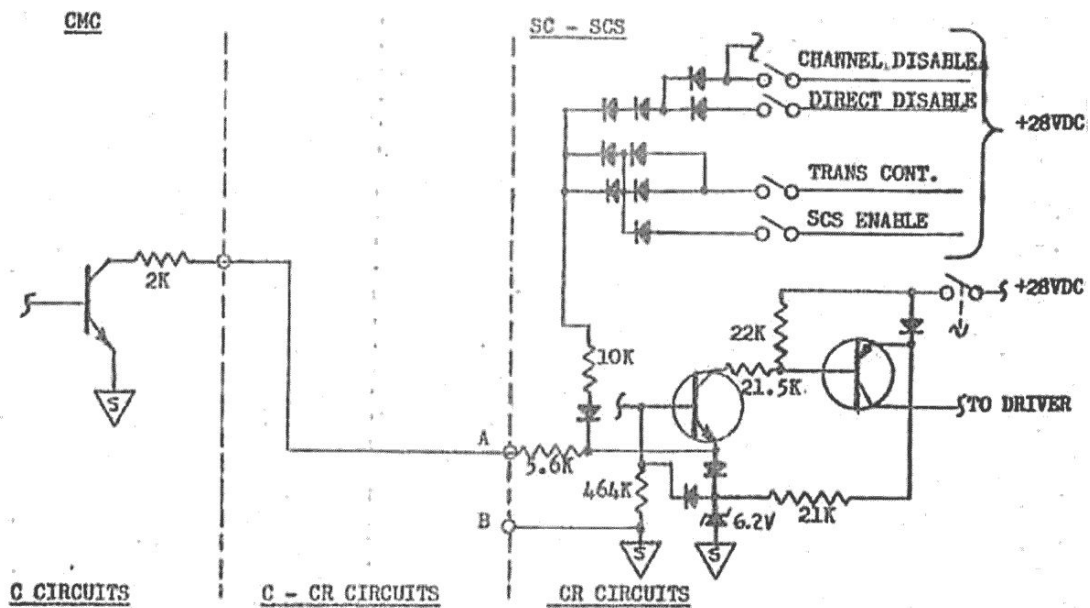 CMC
SC - SCS
CHANNEL DISABLE
DIRECT DISABLE
+28VDC
TRANS CONT.
SCS ENABLE
2K
+28VDC
22K
10K
21.5K
S
TO DRIVER
A
5.6K
464K
6.2V
21K
B
S
S
C CIRCUITS
C - CR CIRCUITS
CR CIRCUITS